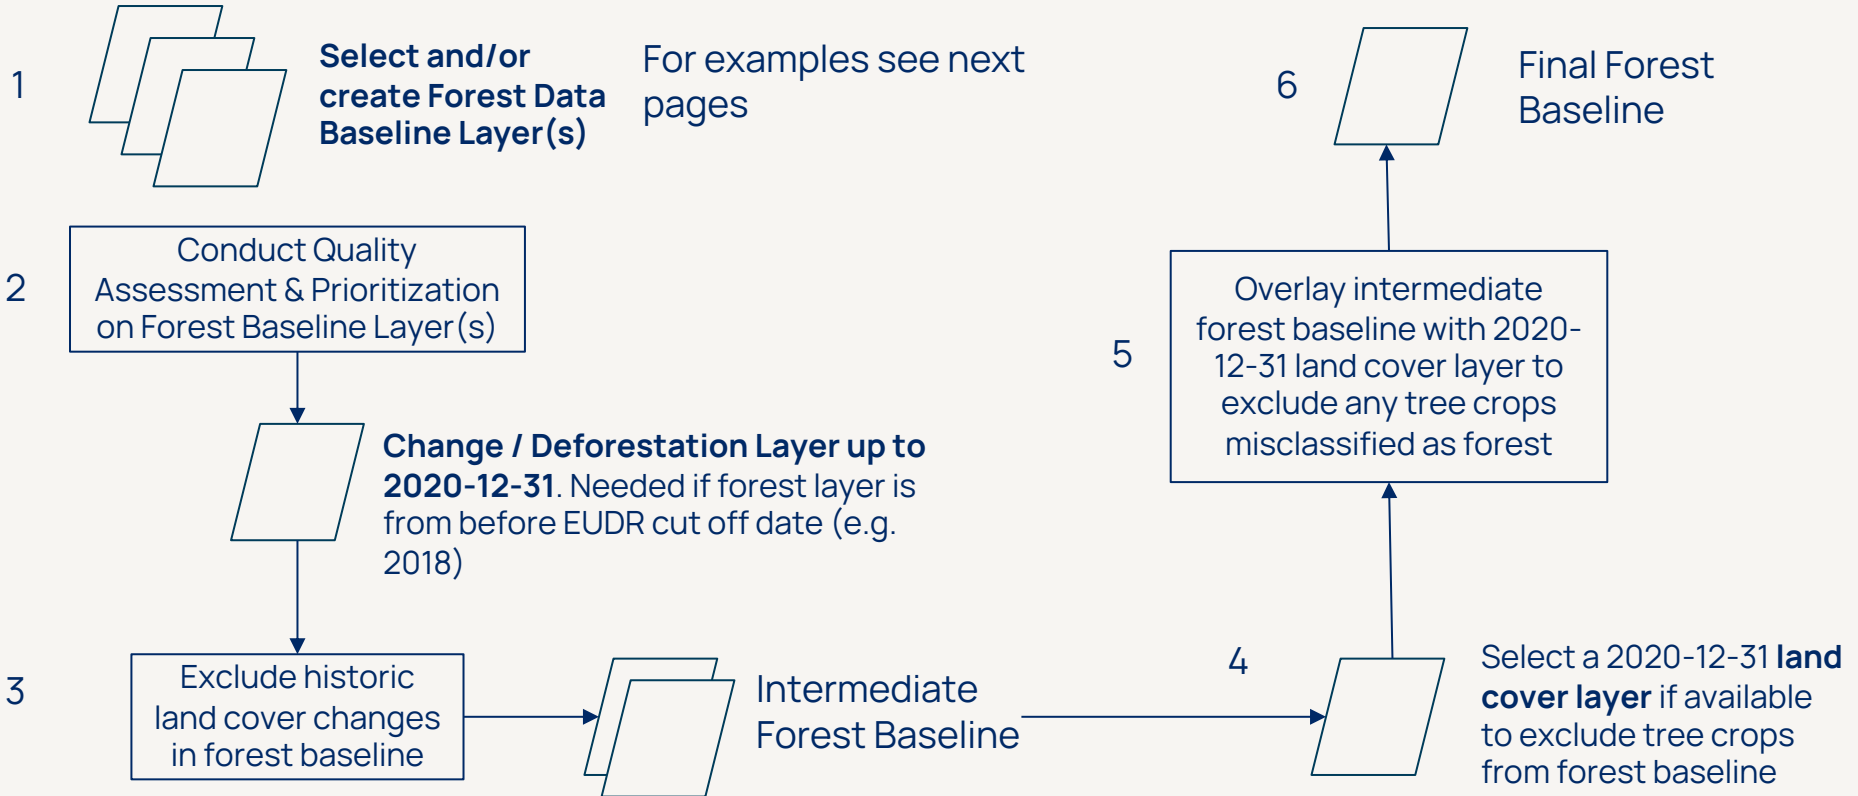 1
Select and/or
create Forest Data
Baseline Layer(s)
For examples see next
pages
2
Conduct Quality
Assessment & Prioritization
on Forest Baseline Layer(s)
Change / Deforestation Layer up to
2020-12-31. Needed if forest layer is
from before EUDR cut off date (e.g.
2018)
3
Exclude historic
land cover changes
in forest baseline
Intermediate
Forest Baseline
4
Select a 2020-12-31 land
cover layer if available
to exclude tree crops
from forest baseline
5
Overlay intermediate
forest baseline with 2020-
12-31 land cover layer to
exclude any tree crops
misclassified as forest
6
Final Forest
Baseline